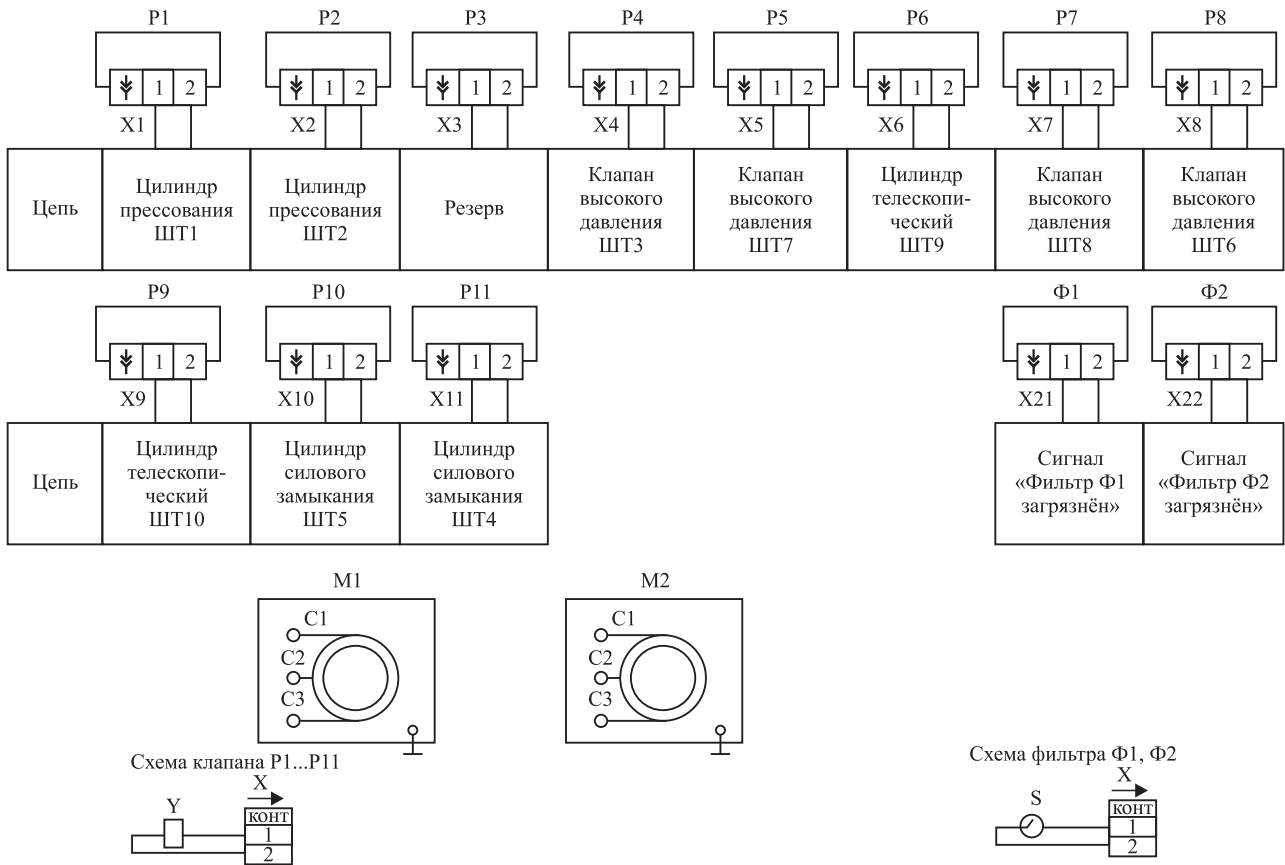 Р1 Р2 Р3 Р4 Р5 Р6 Р7 Р8
1 2 1 2 1 2 1 2 1 2 1 2 1 2 1 2
Х1 Х2 Х3 Х4 Х5 Х6 Х7 Х8
Цепь
Цилиндр
прессования
ШТ1
Цилиндр
прессования
ШТ2
Резерв
Клапан
высокого
давления
ШТ3
Клапан
высокого
давления
ШТ7
Цилиндр
телескопи-
ческий
ШТ9
Клапан
высокого
давления
ШТ8
Клапан
высокого
давления
ШТ6
Р9 Р10 Р11 Ф1 Ф2
1 2 1 2 1 2 1 2 1 2
Х9 Х10 Х11 Х21 Х22
Цепь
Цилиндр
телескопи-
ческий
ШТ10
Цилиндр
силового
замыкания
ШТ5
Цилиндр
силового
замыкания
ШТ4
Сигнал
«Фильтр Ф1
загрязнён»
Сигнал
«Фильтр Ф2
загрязнён»
М1
С1
С2
С3
М2
С1
С2
С3
Схема клапана Р1...Р11
Х
Y
конт
1
2
Схема фильтра Ф1, Ф2
Х
S
конт
1
2